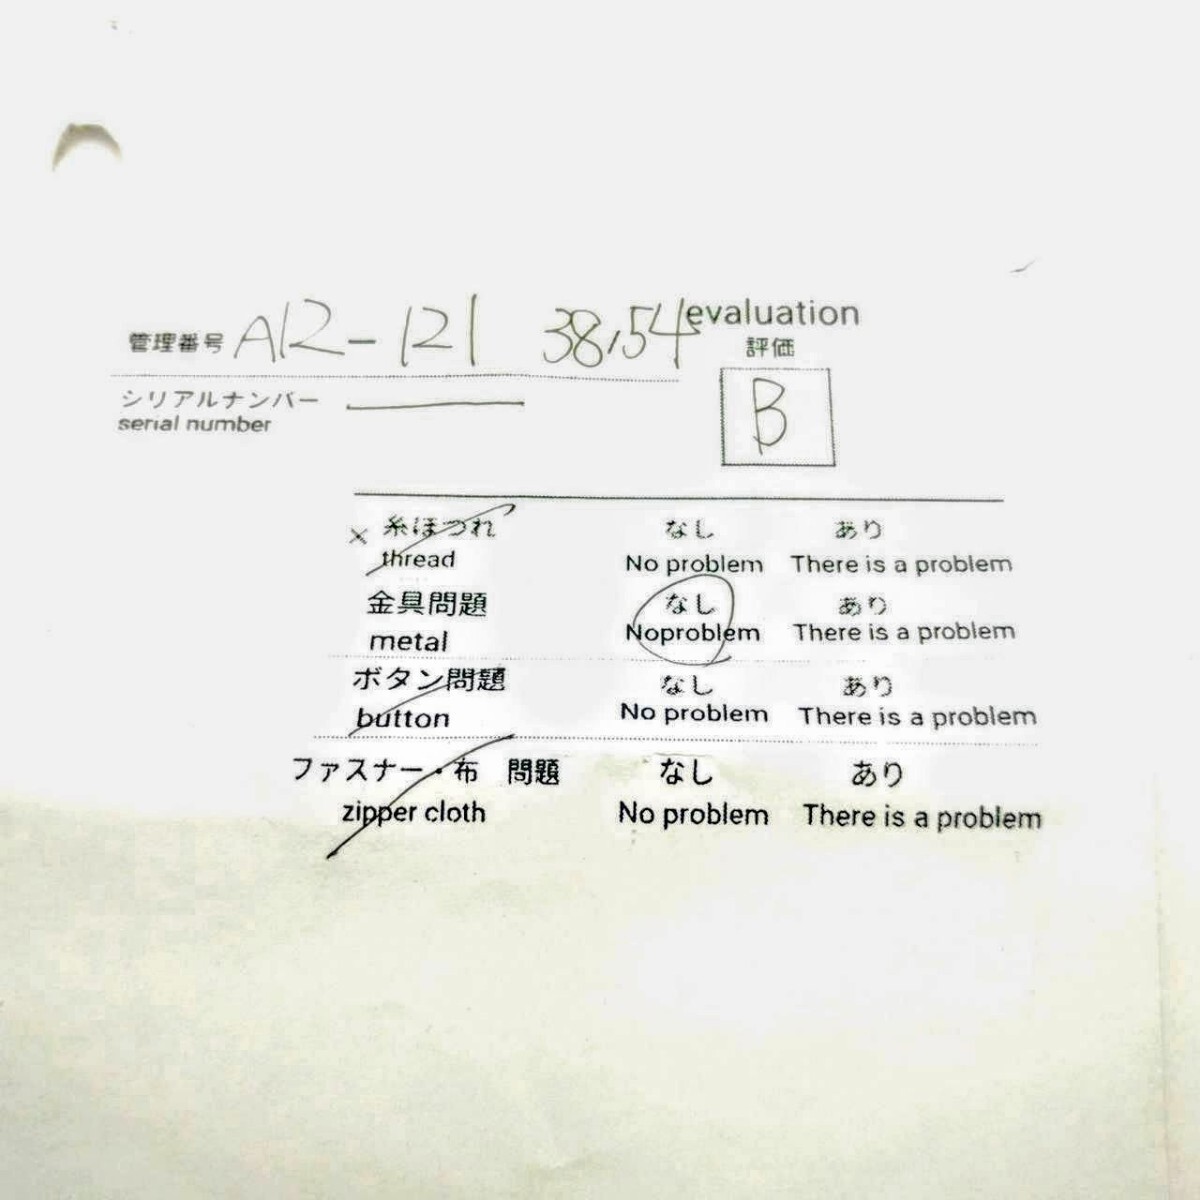 管理番号 A12-121 38,54 evaluation
評価
シリアルナンバー
serial number
B
× 糸ほつれ なし あり
thread No problem There is a problem
金具問題 なし あり
metal Noproblem There is a problem
ボタン問題 なし あり
button No problem There is a problem
ファスナー・布 問題 なし あり
zipper cloth No problem There is a problem